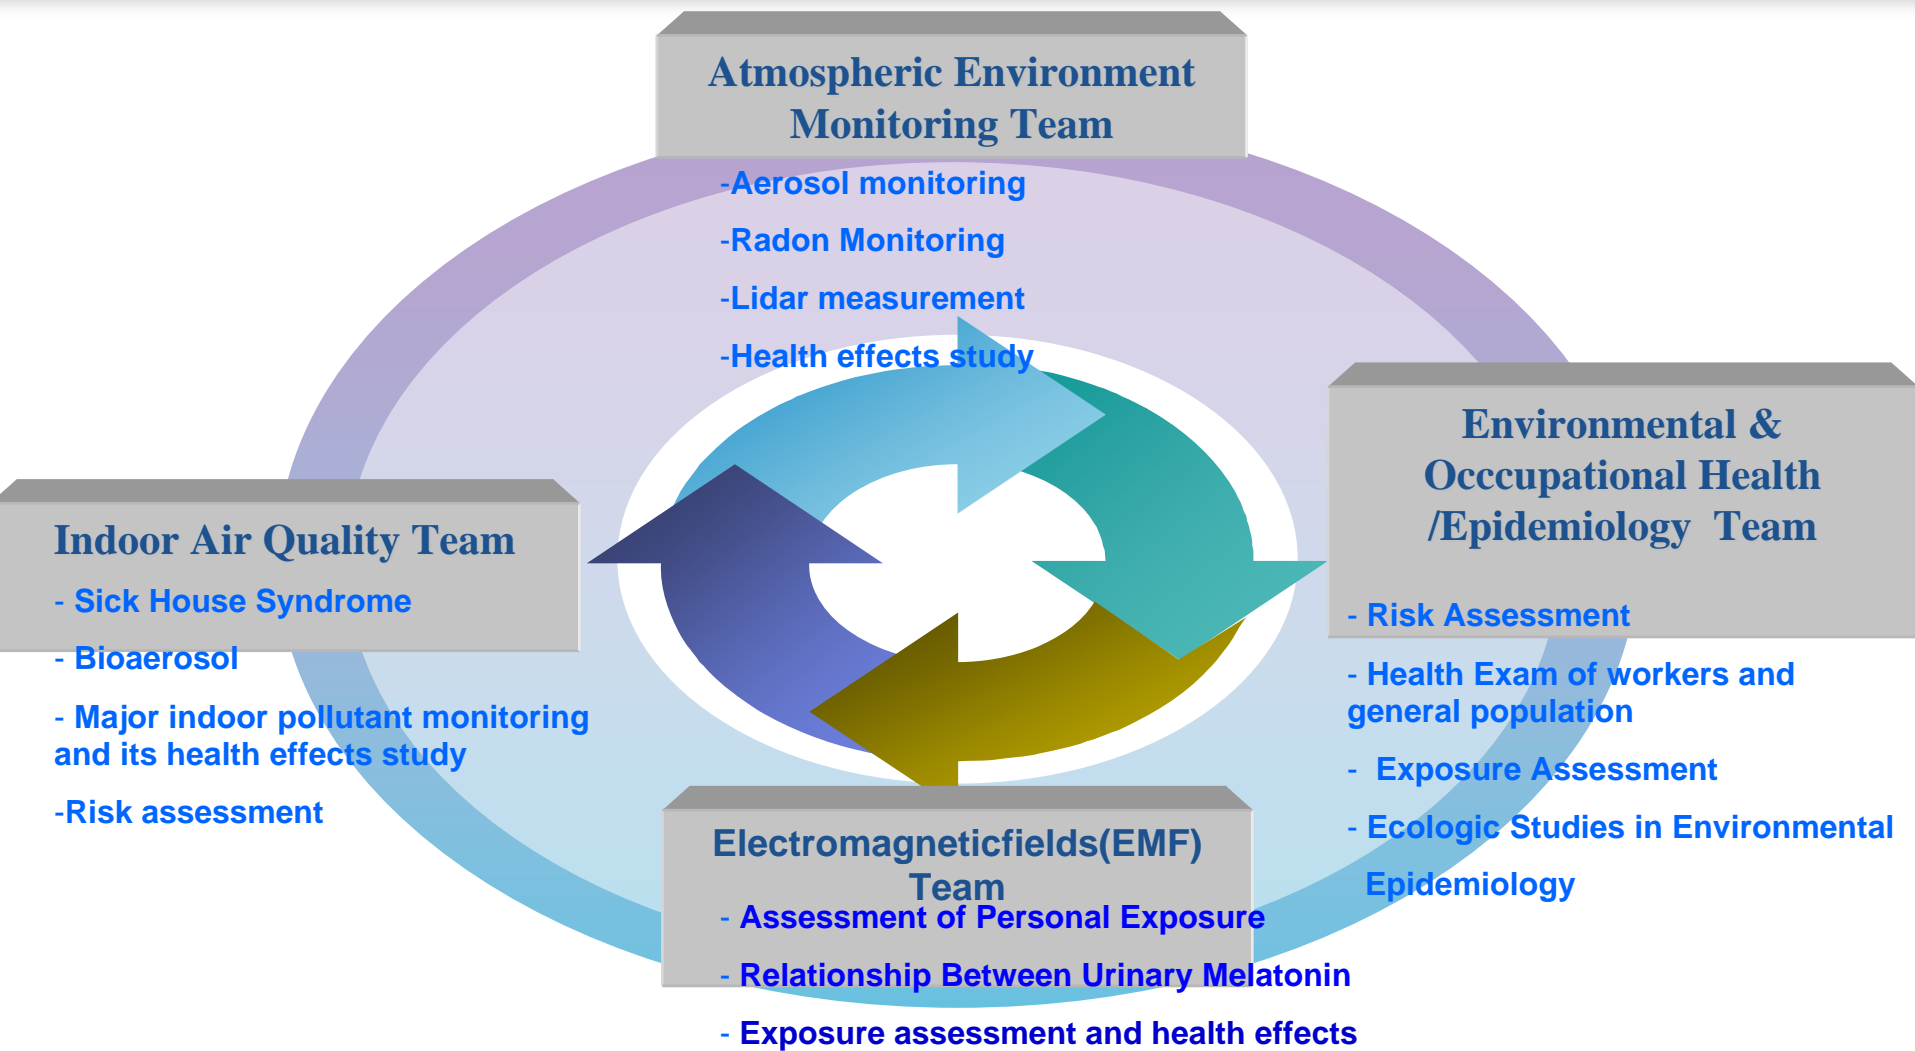 Atmospheric Environment
Monitoring Team
-Aerosol monitoring
-Radon Monitoring
-Lidar measurement
-Health effects study
Environmental &
Occcupational Health
/Epidemiology Team
- Risk Assessment
- Health Exam of workers and
general population
- Exposure Assessment
- Ecologic Studies in Environmental
Epidemiology
Indoor Air Quality Team
- Sick House Syndrome
- Bioaerosol
- Major indoor pollutant monitoring
and its health effects study
-Risk assessment
Electromagneticfields(EMF)
Team
- Assessment of Personal Exposure
- Relationship Between Urinary Melatonin
- Exposure assessment and health effects